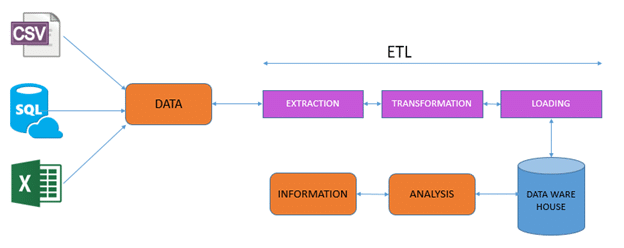 CSV
ETL
SQL
DATA
EXTRACTION
TRANSFORMATION
LOADING
X
INFORMATION
ANALYSIS
DATA WARE
HOUSE